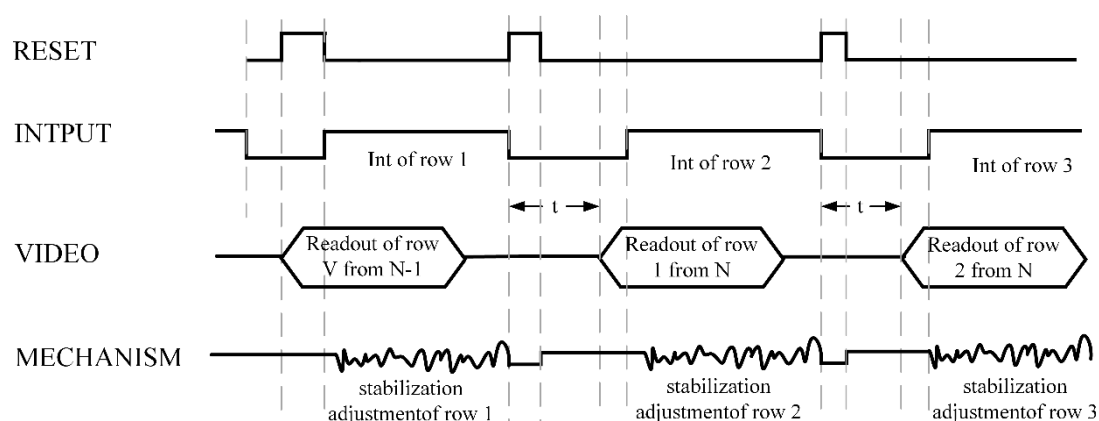 RESET
INTPUT
Int of row 1
Int of row 2
Int of row 3
t
t
VIDEO
Readout of row
V from N-1
Readout of row
1 from N
Readout of row
2 from N
MECHANISM
stabilization
adjustmentof row 1
stabilization
adjustmentof row 2
stabilization
adjustmentof row 3